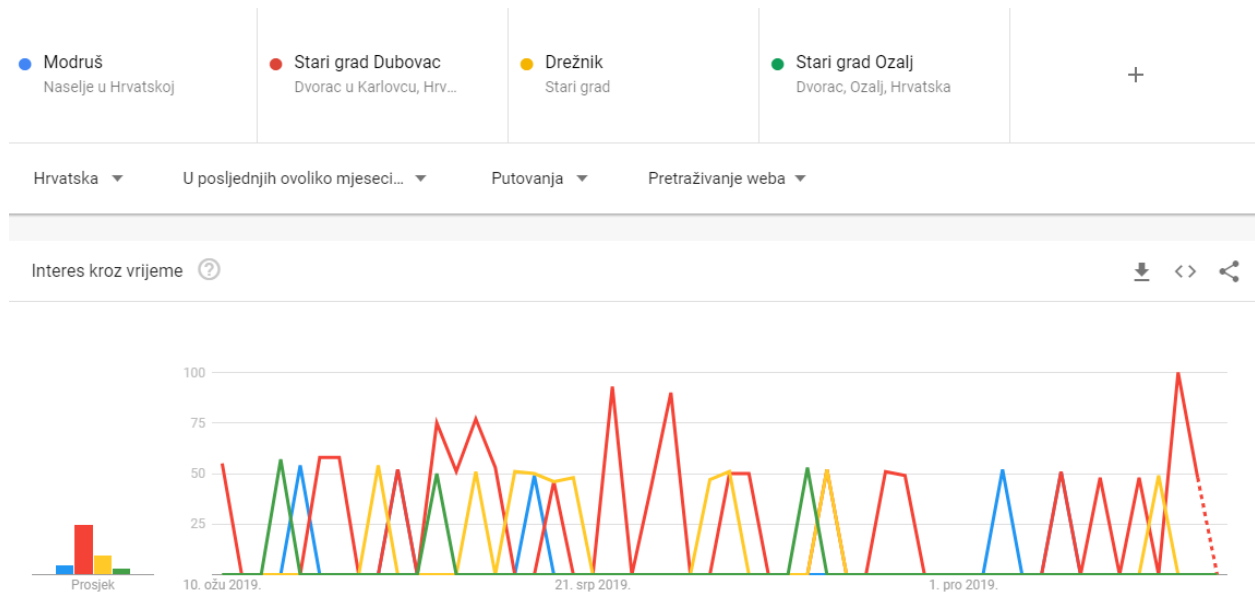 Modruš
Naselje u Hrvatskoj
Stari grad Dubovac
Dvorac u Karlovcu, Hrv...
Drežnik
Stari grad
Stari grad Ozalj
Dvorac, Ozalj, Hrvatska
+
Hrvatska
U posljednjih ovoliko mjeseci...
Putovanja
Pretraživanje weba
Interes kroz vrijeme ?
100
75
50
25
Prosjek
10. ožu 2019.
21. srp 2019.
1. pro 2019.